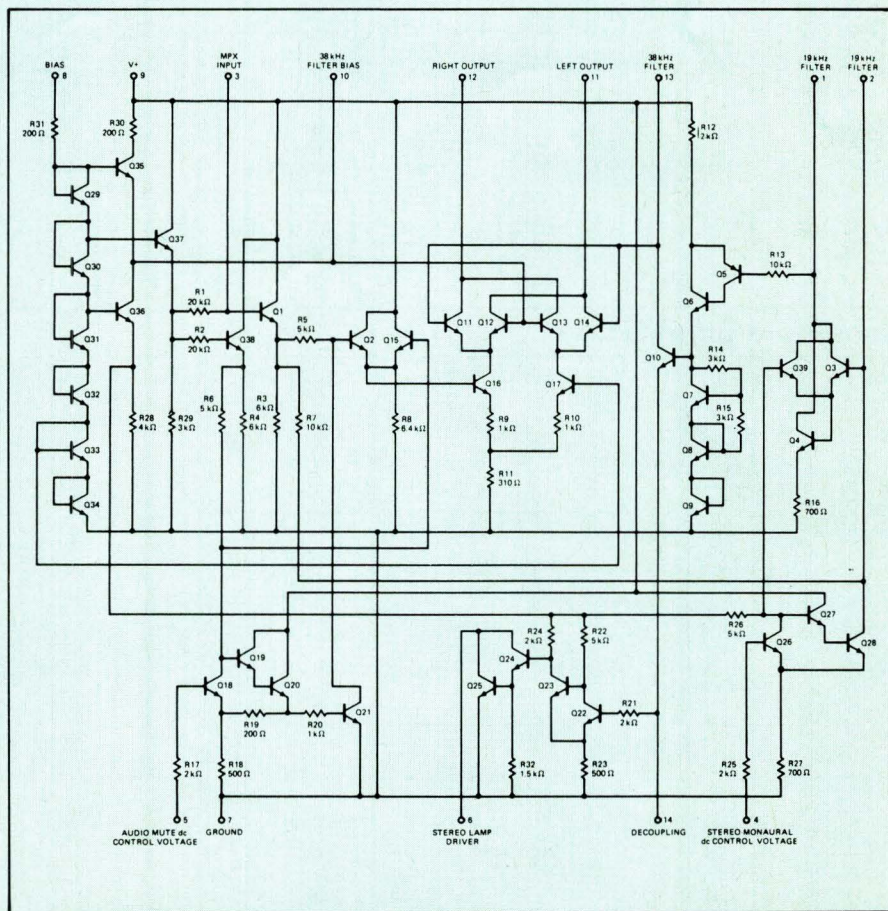 BIAS
8
V+
9
MPX
INPUT
3
38 kHz
FILTER BIAS
10
RIGHT OUTPUT
12
LEFT OUTPUT
11
38 kHz
FILTER
13
19 kHz
FILTER
1
19 kHz
FILTER
2
R31
200 Ω
R30
200 Ω
R12
2 kΩ
Q35
Q29
Q37
Q30
R13
10 kΩ
Q5
Q6
R1
20 kΩ
Q36
Q1
R5
5 kΩ
Q11
Q12
Q13
Q14
R2
20 kΩ
Q38
Q2
Q15
Q10
R14
3 kΩ
Q39
Q3
Q31
Q32
Q16
Q17
Q7
R15
3 kΩ
Q4
R6
5 kΩ
R3
6 kΩ
R4
6 kΩ
R7
10 kΩ
R28
4 kΩ
R29
3 kΩ
R8
6.4 kΩ
R9
1 kΩ
R10
1 kΩ
Q33
Q8
R11
310 Ω
Q34
Q9
R16
700 Ω
R24
2 kΩ
R22
5 kΩ
R26
5 kΩ
Q27
Q26
Q28
Q19
Q24
Q18
Q20
Q25
Q23
Q21
Q22
R21
2 kΩ
R19
200 Ω
R20
1 kΩ
R17
2 kΩ
R18
500 Ω
R32
1.5 kΩ
R23
500 Ω
R25
2 kΩ
R27
700 Ω
5
AUDIO MUTE dc
CONTROL VOLTAGE
7
GROUND
6
STEREO LAMP
DRIVER
14
DECOUPLING
4
STEREO MONAURAL
dc CONTROL VOLTAGE